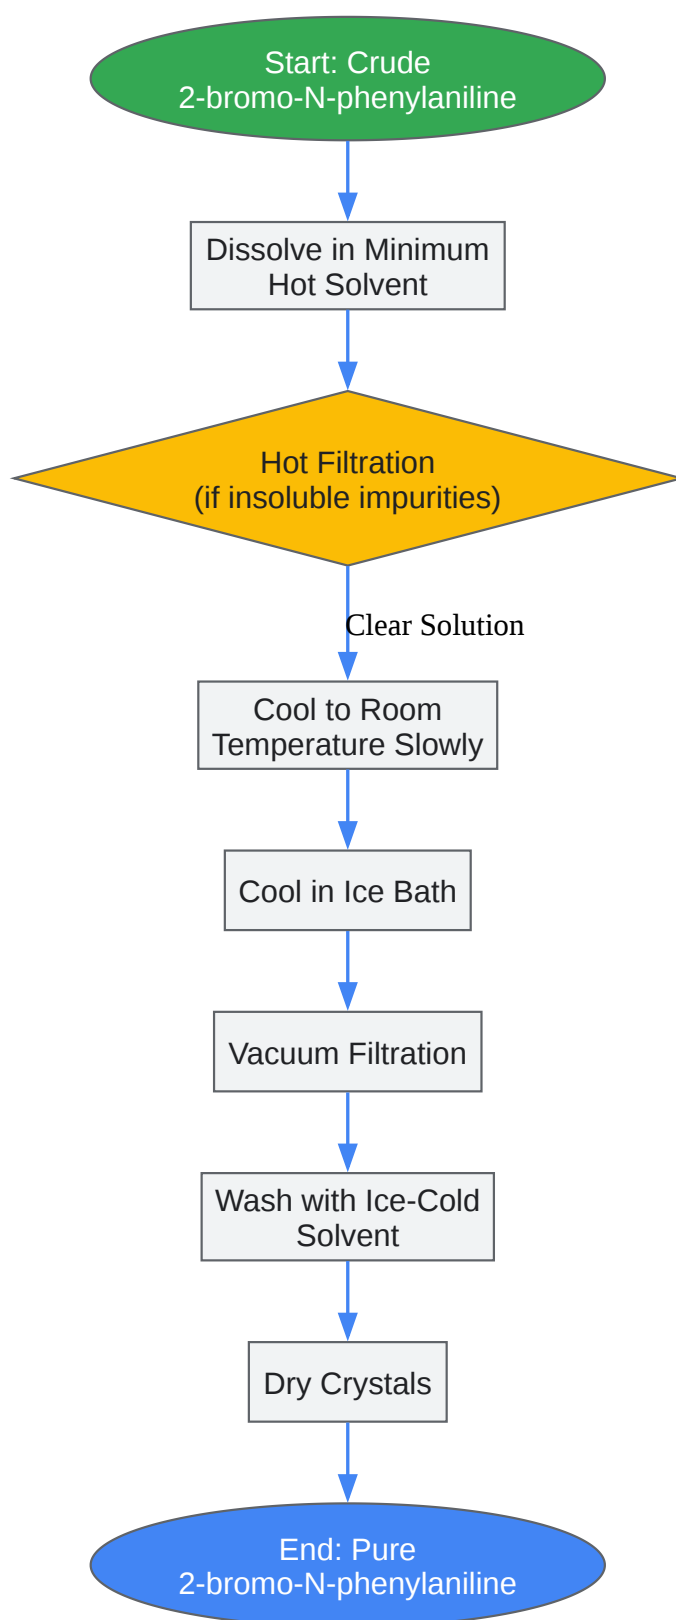 Start: Crude
2-bromo-N-phenylaniline
Dissolve in Minimum
Hot Solvent
Hot Filtration
(if insoluble impurities)
Clear Solution
Cool to Room
Temperature Slowly
Cool in Ice Bath
Vacuum Filtration
Wash with Ice-Cold
Solvent
Dry Crystals
End: Pure
2-bromo-N-phenylaniline